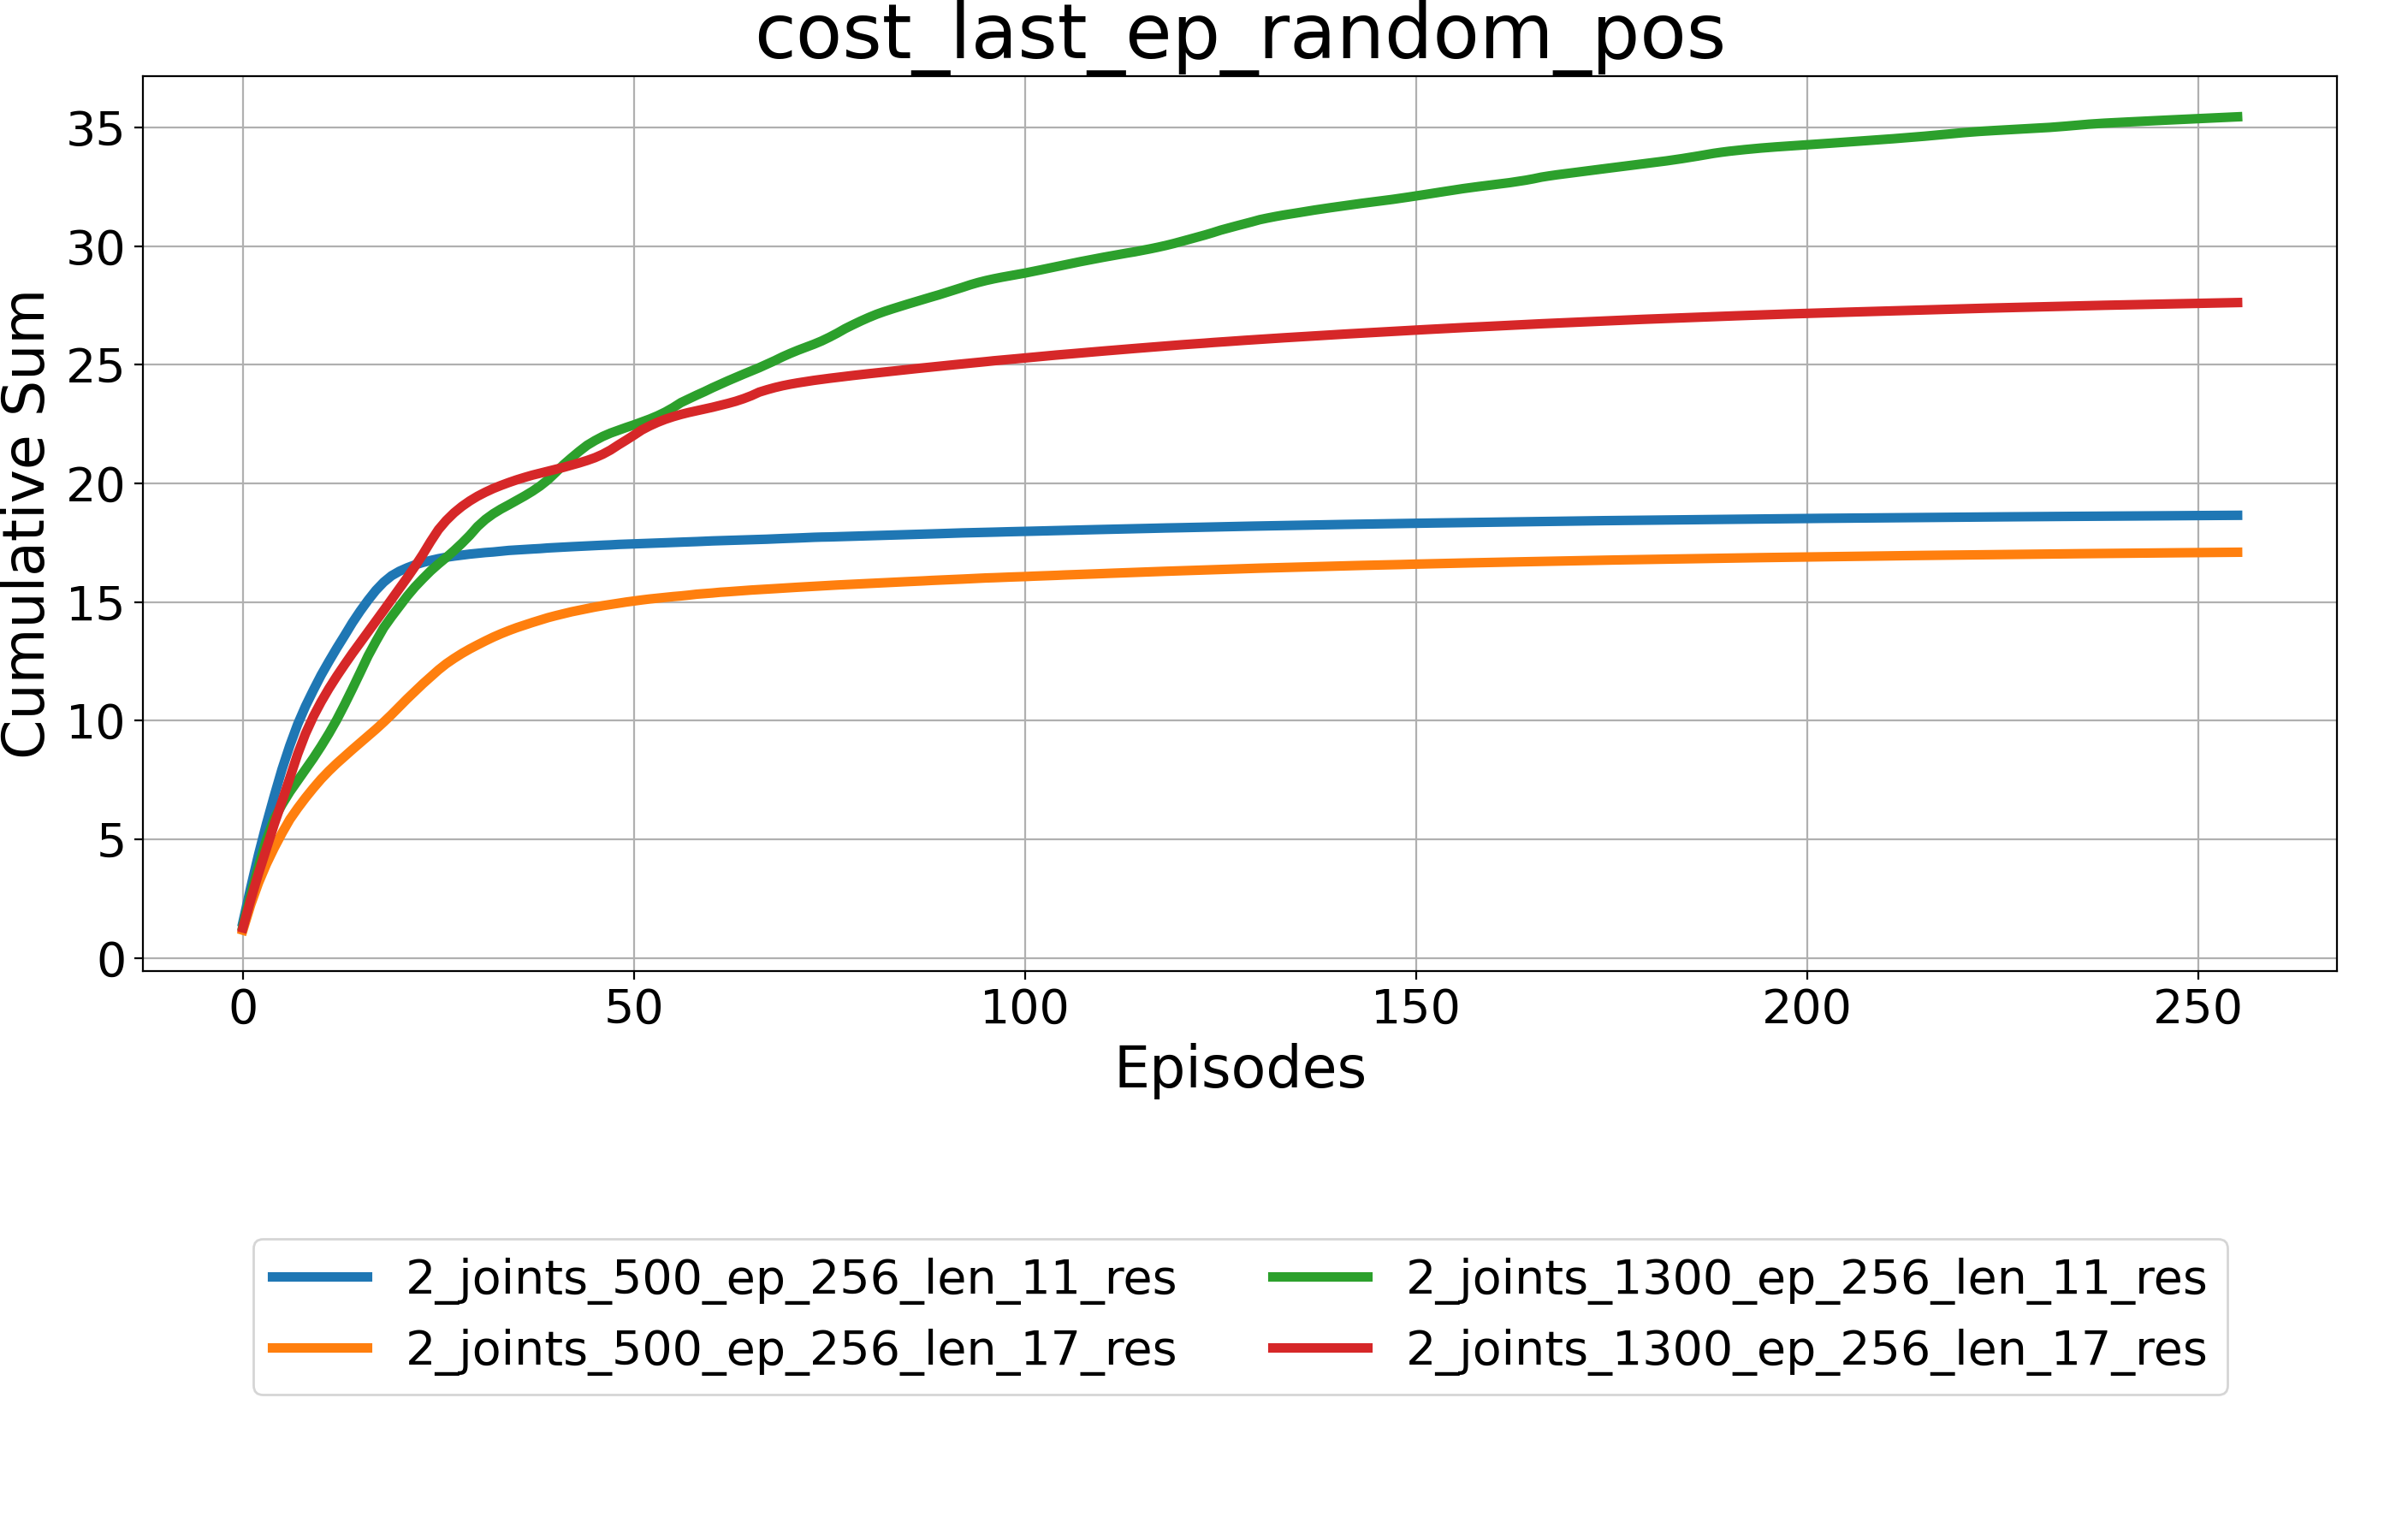 cost_last_ep_random_pos
Cumulative Sum
35
30
25
20
15
10
5
0
0 50 100 150 200 250
Episodes
2_joints_500_ep_256_len_11_res
2_joints_500_ep_256_len_17_res
2_joints_1300_ep_256_len_11_res
2_joints_1300_ep_256_len_17_res